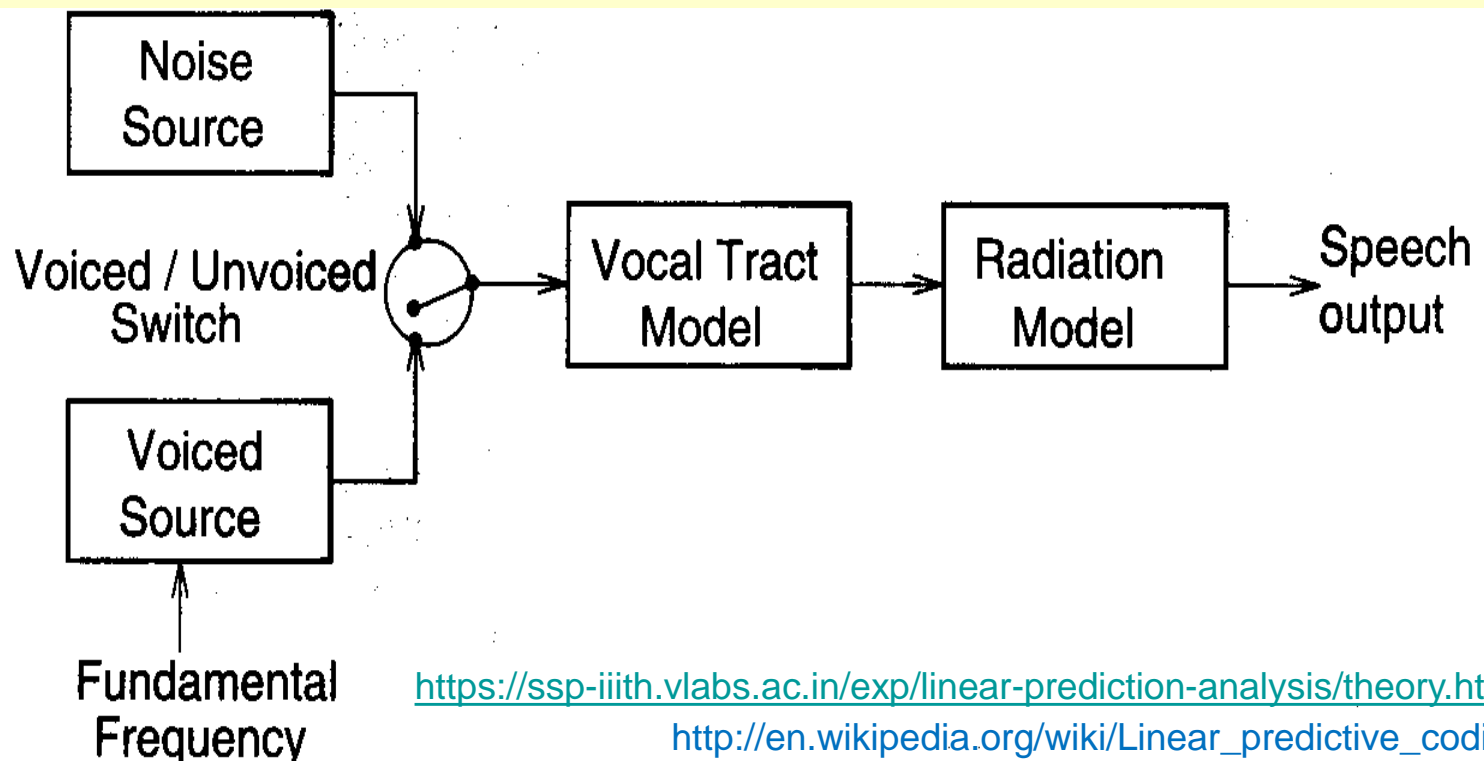 Noise
Source
Voiced / Unvoiced
Switch
Vocal Tract
Model
Radiation
Model
Speech
output
Voiced
Source
Fundamental
Frequency
https://ssp-iiith.vlabs.ac.in/exp/linear-prediction-analysis/theory.ht
http://en.wikipedia.org/wiki/Linear_predictive_codi